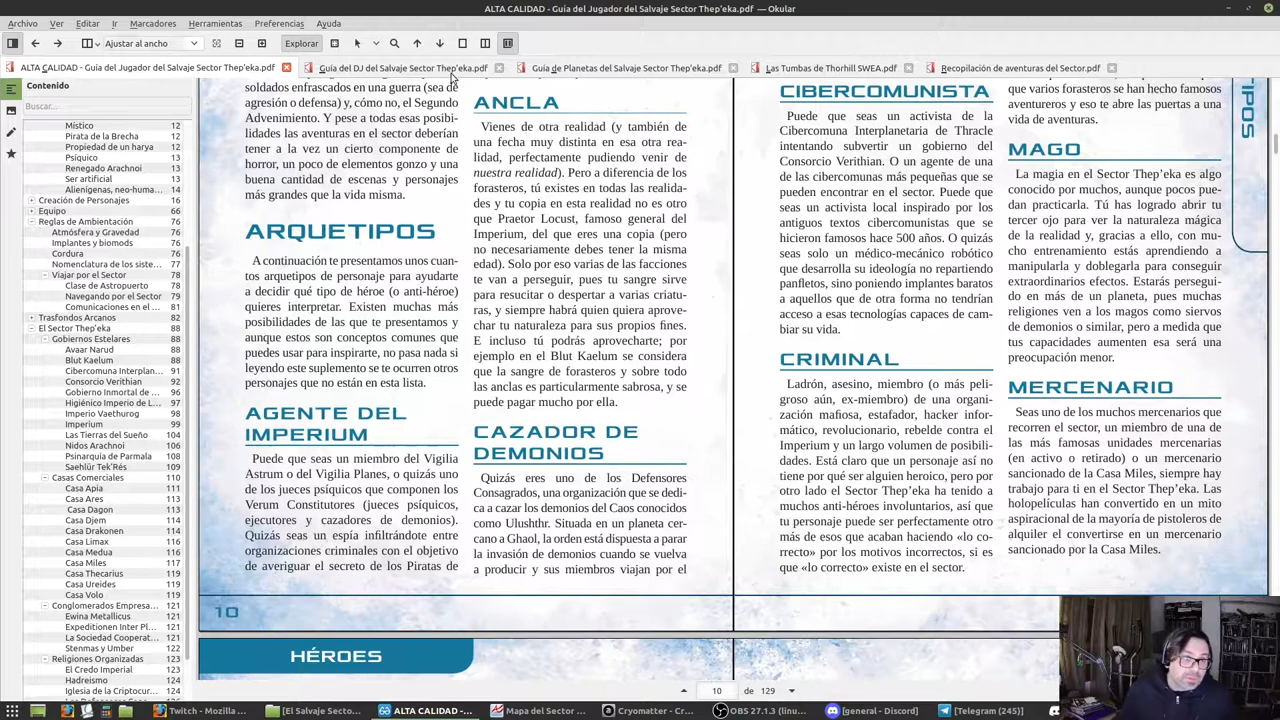 ALTA CALIDAD - Guía del Jugador del Salvaje Sector Thep'eka.pdf — Okular
Archivo Ver Editar Ir Marcadores Herramientas Preferencias Ayuda
Ajustar al ancho
Explorar
ALTA CALIDAD - Guía del Jugador del Salvaje Sector Thep'eka.pdf
Guía del DJ del Salvaje Sector Thep'eka.pdf
Guía de Planetas del Salvaje Sector Thep'eka.pdf
Las Tumbas de Thorhill SWEA.pdf
Recopilación de aventuras del Sector.pdf
Contenido
Buscar...
Místico 12
Pirata de la Brecha 12
Propiedad de un harya 12
Psíquico 13
Renegado Arachnoi 13
Ser artificial 13
Alienígenas, neo-huma... 14
Creación de Personajes 16
Equipo 66
Reglas de Ambientación 76
Atmósfera y Gravedad 76
Implantes y biomods 76
Cordura 76
Nomenclatura de los siste... 77
Viajar por el Sector 78
Clase de Astropuerto 78
Navegando por el Sector 79
Comunicaciones en el ... 81
Trasfondos Arcanos 82
El Sector Thep'eka 88
Gobiernos Estelares 88
Avaar Narud 88
Blut Kaelum 88
Cibercomuna Interplan... 91
Consorcio Verithian 92
Gobierno Inmortal de ... 96
Higiénico Imperio de L... 97
Imperio Vaethurog 98
Imperium 98
Las Tierras del Sueño 104
Nidos Arachnoi 106
Psinarquía de Parmala 108
Saehlür Tek'Rés 109
Casas Comerciales 110
Casa Apia 111
Casa Ares 113
Casa Dagon 113
Casa Djem 114
Casa Drakonen 114
Casa Limax 116
Casa Medua 116
Casa Miles 117
Casa Thecarius 119
Casa Ureides 119
Casa Volo 119
Conglomerados Empresa... 121
Ewina Metallicus 121
Expeditionen Inter Pl... 121
La Sociedad Cooperat... 121
Stenmas y Umber 122
Religiones Organizadas 123
El Credo Imperial 123
Hadreísmo 124
Iglesia de la Criptocur... 124
soldados enfrascados en una guerra (sea de
agresión o defensa) y, cómo no, el Segundo
Advenimiento. Y pese a todas esas posibi-
lidades las aventuras en el sector deberían
tener a la vez un cierto componente de
horror, un poco de elementos gonzo y una
buena cantidad de escenas y personajes
más grandes que la vida misma.
ARQUETIPOS
A continuación te presentamos unos cuan-
tos arquetipos de personaje para ayudarte
a decidir qué tipo de héroe (o anti-héroe)
quieres interpretar. Existen muchas más
posibilidades de las que te presentamos y
aunque estos son conceptos comunes que
puedes usar para inspirarte, no pasa nada si
leyendo este suplemento se te ocurren otros
personajes que no están en esta lista.
AGENTE DEL
IMPERIUM
Puede que seas un miembro del Vigilia
Astrum o del Vigilia Planes, o quizás uno
de los jueces psíquicos que componen los
Verum Constitutores (jueces psíquicos,
ejecutores y cazadores de demonios).
Quizás seas un espía infiltrándote entre
organizaciones criminales con el objetivo
de averiguar el secreto de los Piratas de
ANCLA
Vienes de otra realidad (y también de
una fecha muy distinta en esa otra rea-
lidad, perfectamente pudiendo venir de
nuestra realidad). Pero a diferencia de los
forasteros, tú existes en todas las realida-
des y tu copia en esta realidad no es otro
que Praetor Locust, famoso general del
Imperium, del que eres una copia (pero
no necesariamente debes tener la misma
edad). Solo por eso varias de las facciones
te van a perseguir, pues tu sangre sirve
para resucitar o despertar a varias criatu-
ras, y siempre habrá quien quiera aprove-
char tu naturaleza para sus propios fines.
E incluso tú podrás aprovecharte; por
ejemplo en el Blut Kaelum se considera
que la sangre de forasteros y sobre todo
las anclas es particularmente sabrosa, y se
puede pagar mucho por ella.
CAZADOR DE
DEMONIOS
Quizás eres uno de los Defensores
Consagrados, una organización que se dedi-
ca a cazar los demonios del Caos conocidos
como Ulushthr. Situada en un planeta cer-
cano a Ghaol, la orden está dispuesta a parar
la invasión de demonios cuando se vuelva
a producir y sus miembros viajan por el
10
CIBERCOMUNISTA
Puede que seas un activista de la
Cibercomuna Interplanetaria de Thracle
intentando subvertir un gobierno del
Consorcio Verithian. O un agente de una
de las cibercomunas más pequeñas que se
pueden encontrar en el sector. Puede que
seas un activista local inspirado por los
antiguos textos cibercomunistas que se
hicieron famosos hace 500 años. O quizás
seas solo un médico-mecánico robótico
que desarrolla su ideología no repartiendo
panfletos, sino poniendo implantes baratos
a aquellos que de otra forma no tendrían
acceso a esas tecnologías capaces de cam-
biar su vida.
CRIMINAL
Ladrón, asesino, miembro (o más peli-
groso aún, ex-miembro) de una organi-
zación mafiosa, estafador, hacker infor-
mático, revolucionario, rebelde contra el
Imperium y un largo volumen de posibili-
dades. Está claro que un personaje así no
tiene por qué ser alguien heroico, pero por
otro lado el Sector Thep'eka ha tenido a
muchos anti-héroes involuntarios, así que
tu personaje puede ser perfectamente otro
más de esos que acaban haciendo «lo co-
rrecto» por los motivos incorrectos, si es
que «lo correcto» existe en el sector.
que varios forasteros se han hecho famosos
aventureros y eso te abre las puertas a una
vida de aventuras.
MAGO
La magia en el Sector Thep'eka es algo
conocido por muchos, aunque pocos pue-
dan practicarla. Tú has logrado abrir tu
tercer ojo para ver la naturaleza mágica
de la realidad y, gracias a ello, con mu-
cho entrenamiento estás aprendiendo a
manipularla y doblegarla para conseguir
extraordinarios efectos. Estarás persegui-
do en más de un planeta, pues muchas
religiones ven a los magos como siervos
de demonios o similar, pero a medida que
tus capacidades aumenten esa será una
preocupación menor.
MERCENARIO
Seas uno de los muchos mercenarios que
recorren el sector, un miembro de una de
las más famosas unidades mercenarias
(en activo o retirado) o un mercenario
sancionado de la Casa Miles, siempre hay
trabajo para ti en el Sector Thep'eka. Las
holopelículas han convertido en un mito
aspiracional de la mayoría de pistoleros de
alquiler el convertirse en un mercenario
sancionado por la Casa Miles.
TIPOS
HÉROES
10 de 129
Twitch - Mozilla ...
[El Salvaje Secto...
ALTA CALIDAD -...
Mapa del Sector ...
Cryomatter - Cr...
OBS 27.1.3 (linu...
[general - Discord]
[Telegram (245)]